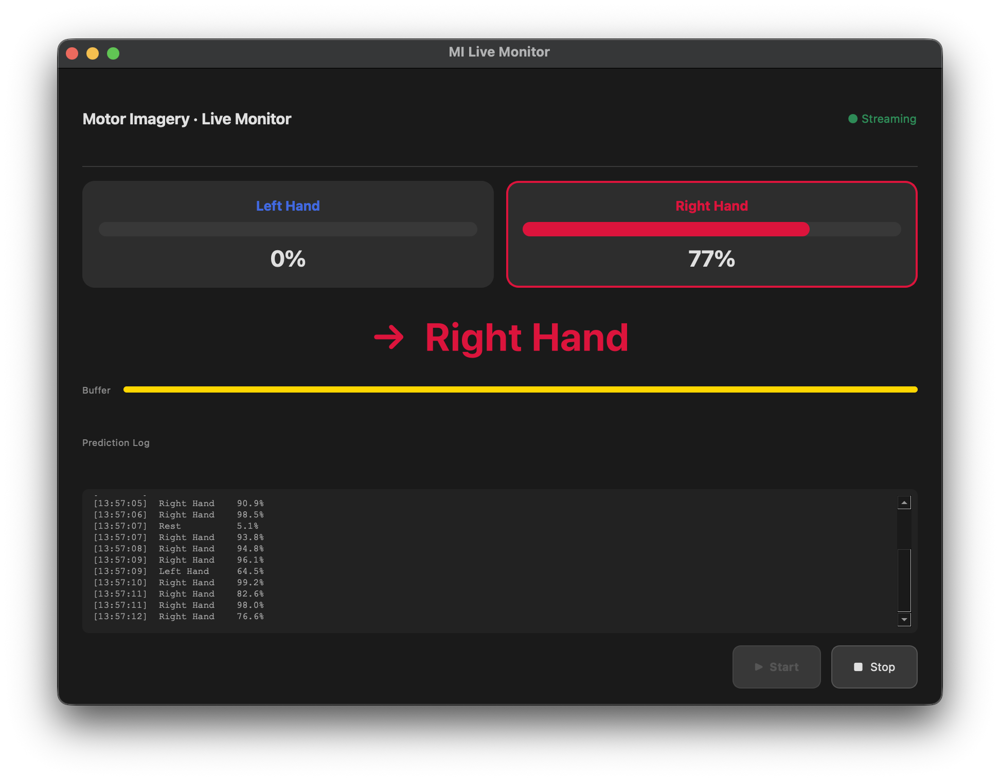 MI Live Monitor
Motor Imagery · Live Monitor
Streaming
Left Hand
0%
Right Hand
77%
→ Right Hand
Buffer
Prediction Log
[13:57:05] Right Hand 90.9%
[13:57:06] Right Hand 98.5%
[13:57:07] Rest 5.1%
[13:57:07] Right Hand 93.8%
[13:57:08] Right Hand 94.8%
[13:57:09] Right Hand 96.1%
[13:57:09] Left Hand 64.5%
[13:57:10] Right Hand 99.2%
[13:57:11] Right Hand 82.6%
[13:57:11] Right Hand 98.0%
[13:57:12] Right Hand 76.6%
Start
Stop